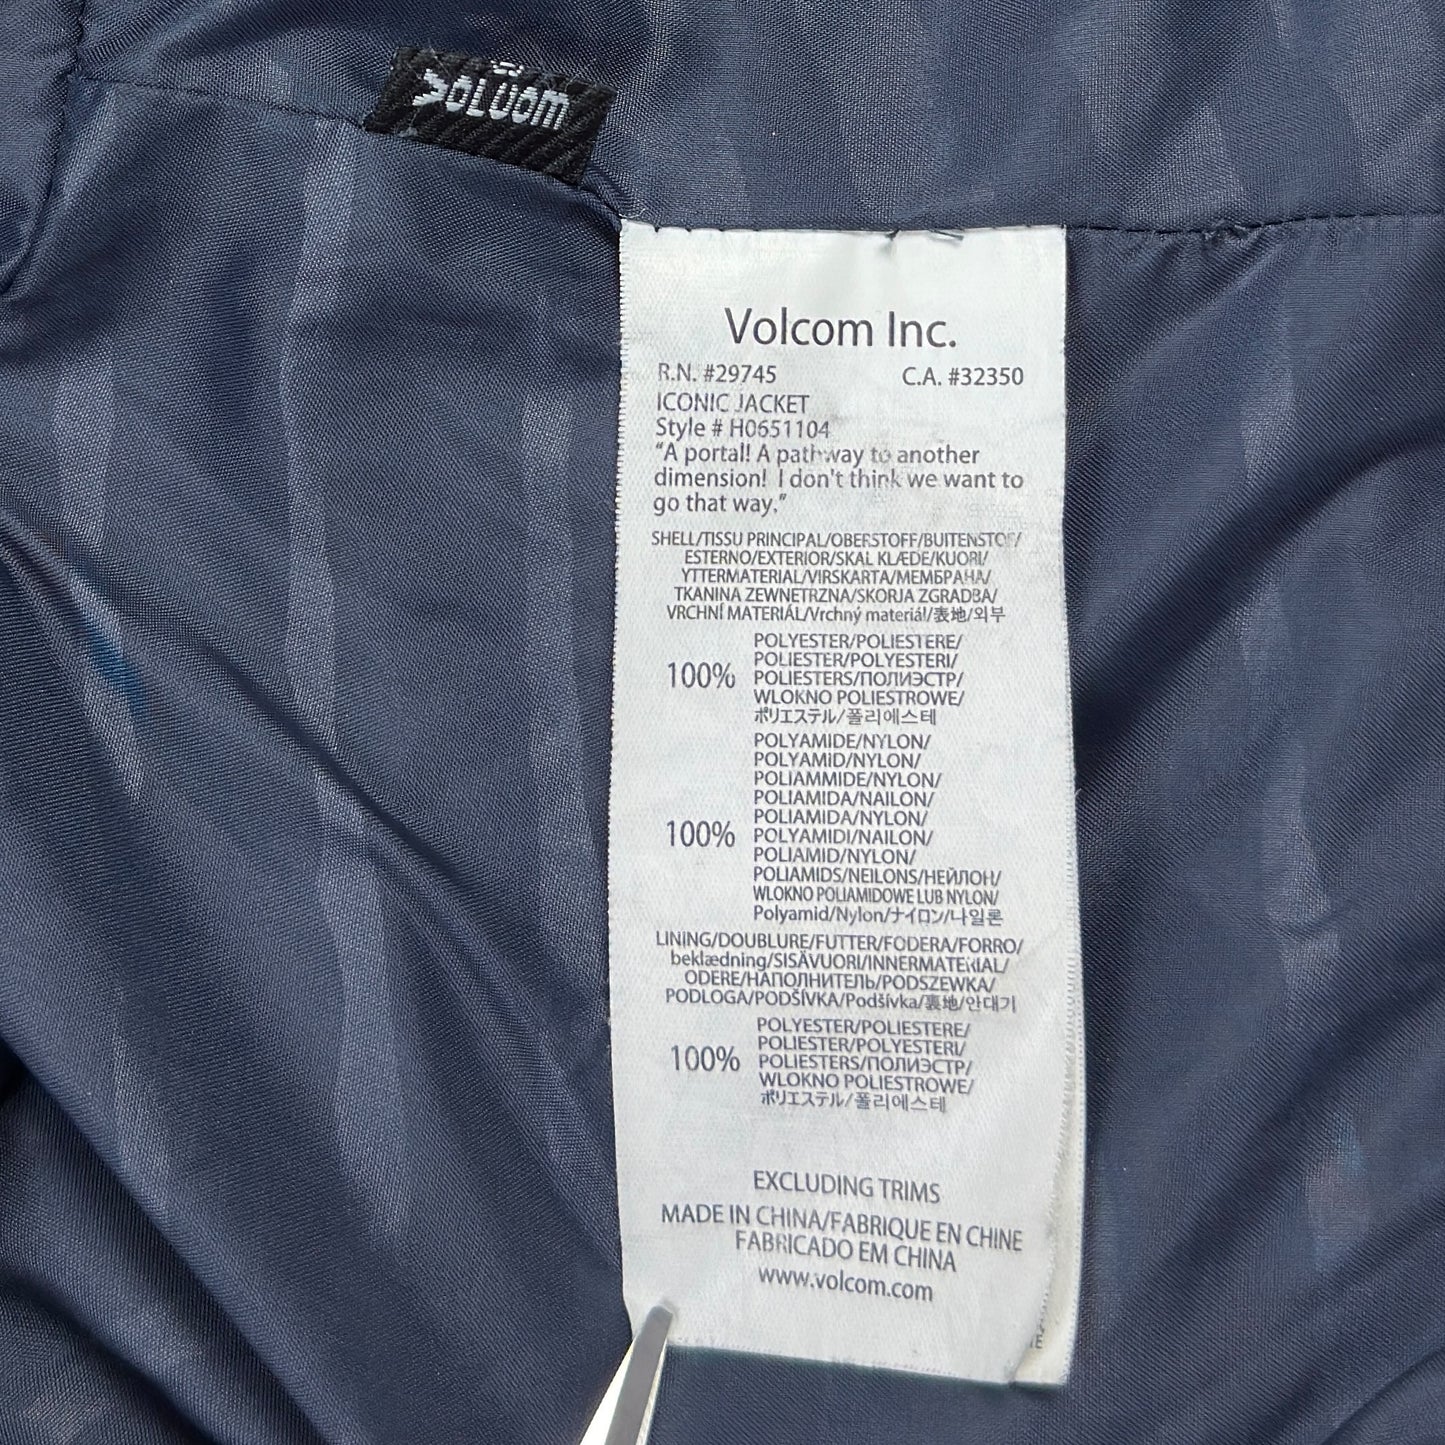 VOLCOM
Volcom Inc.
R.N. #29745 C.A. #32350
ICONIC JACKET
Style # H0651104
“A portal! A pathway to another
dimension! I don't think we want to
go that way.”
SHELL/TISSU PRINCIPAL/OBERSTOFF/BUITENSTOF/
ESTERNO/EXTERIOR/SKAL KLÆDE/KUORI/
YTTERMATERIAL/VIRSKARTA/МЕМБРАНА/
TKANINA ZEWNETRZNA/SKORJA ZGRADBA/
VRCHNÍ MATERIÁL/Vrchný materiál/表地/외부
100%
POLYESTER/POLIESTERE/
POLIESTER/POLYESTERI/
POLIESTERS/ПОЛИЭСТР/
WLOKNO POLIESTROWE/
ポリエステル/폴리에스테
100%
POLYAMIDE/NYLON/
POLYAMID/NYLON/
POLIAMMIDE/NYLON/
POLIAMIDA/NAILON/
POLIAMIDA/NYLON/
POLYAMIDI/NAILON/
POLIAMID/NYLON/
POLIAMIDS/NEILONS/НЕЙЛОН/
WLOKNO POLIAMIDOWE LUB NYLON/
Polyamid/Nylon/ナイロン/나일론
LINING/DOUBLURE/FUTTER/FODERA/FORRO/
beklædning/SISÄVUORI/INNERMATERIAL/
ODERE/НАПОЛНИТЕЛЬ/PODSZEWKA/
PODLOGA/PODŠÍVKA/Podšívka/裏地/안대기
100%
POLYESTER/POLIESTERE/
POLIESTER/POLYESTERI/
POLIESTERS/ПОЛИЭСТР/
WLOKNO POLIESTROWE/
ポリエステル/폴리에스테
EXCLUDING TRIMS
MADE IN CHINA/FABRIQUE EN CHINE
FABRICADO EM CHINA
www.volcom.com